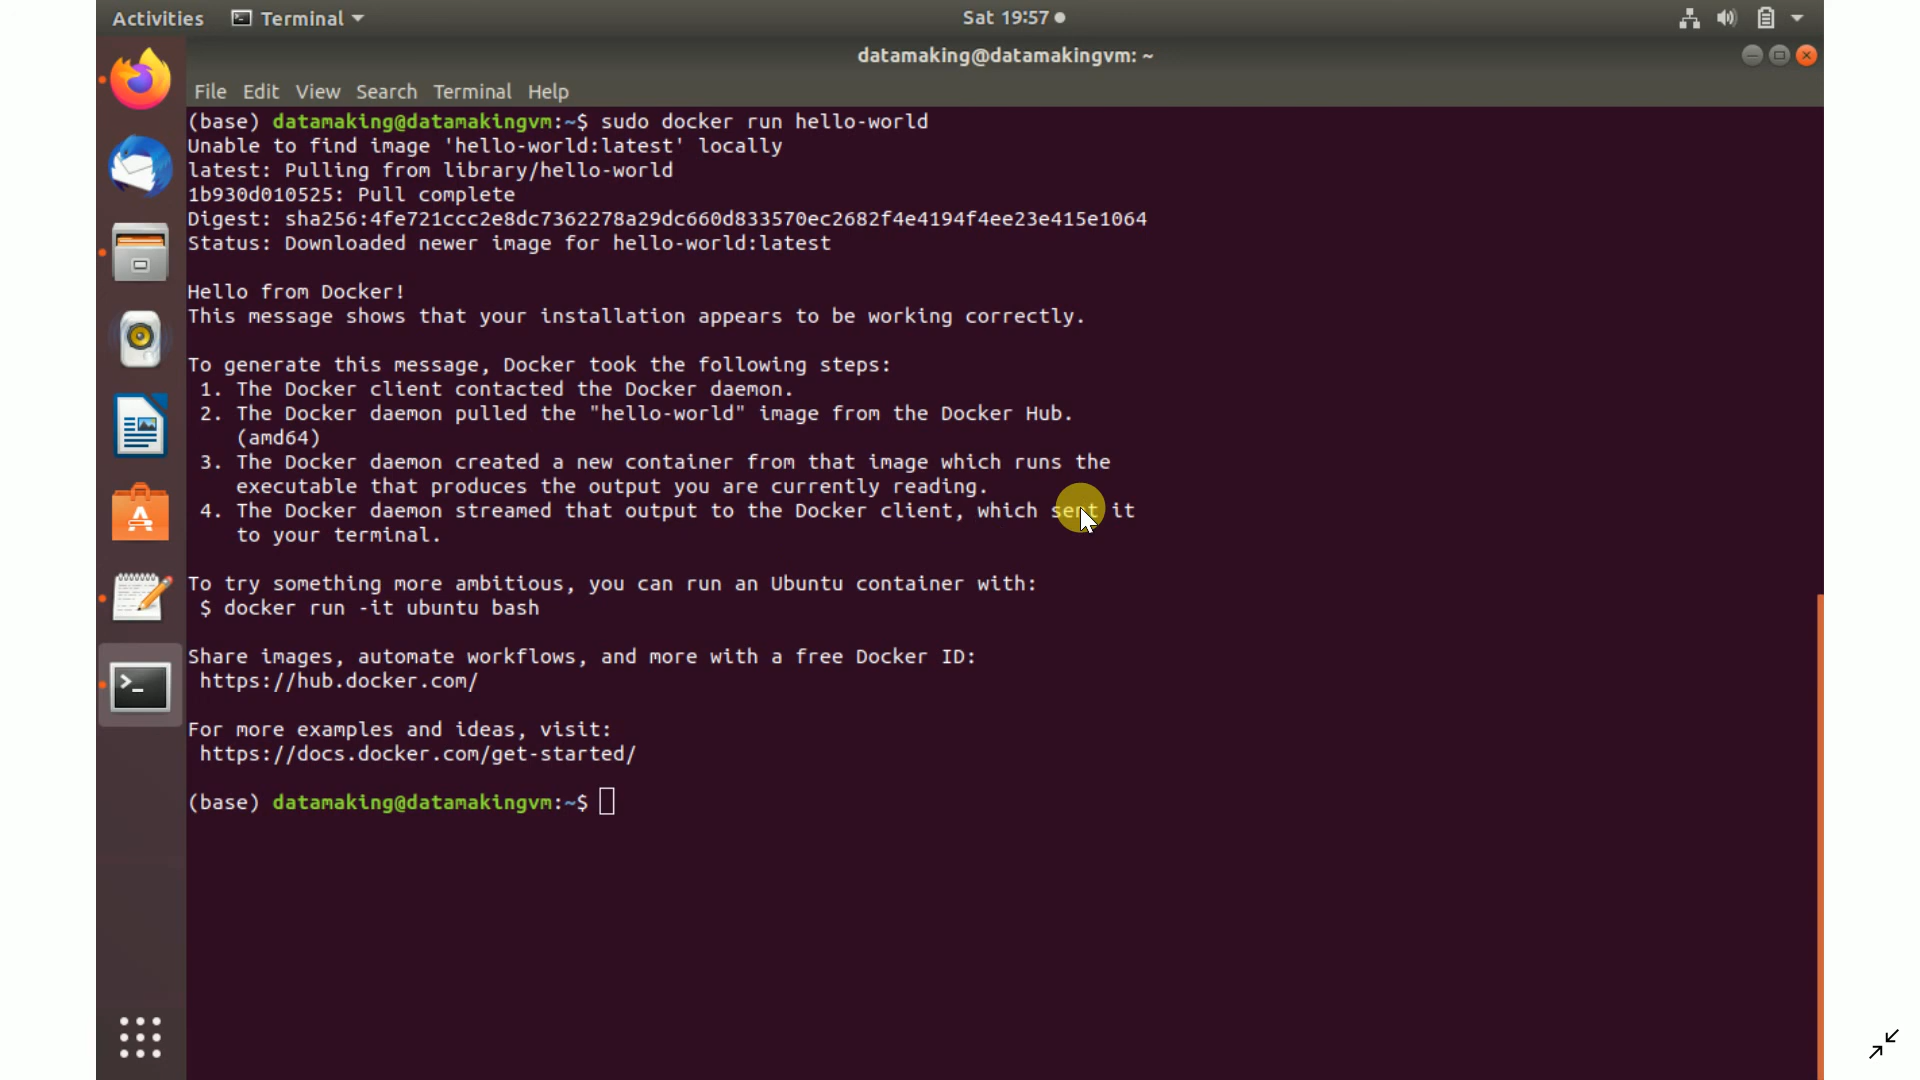 Activities Terminal Sat 19:57
datamaking@datamakingvm: ~
File Edit View Search Terminal Help
(base) datamaking@datamakingvm:~$ sudo docker run hello-world
Unable to find image 'hello-world:latest' locally
latest: Pulling from library/hello-world
1b930d010525: Pull complete
Digest: sha256:4fe721ccc2e8dc7362278a29dc660d833570ec2682f4e4194f4ee23e415e1064
Status: Downloaded newer image for hello-world:latest
Hello from Docker!
This message shows that your installation appears to be working correctly.
To generate this message, Docker took the following steps:
1. The Docker client contacted the Docker daemon.
2. The Docker daemon pulled the "hello-world" image from the Docker Hub.
(amd64)
3. The Docker daemon created a new container from that image which runs the
executable that produces the output you are currently reading.
4. The Docker daemon streamed that output to the Docker client, which sent it
to your terminal.
To try something more ambitious, you can run an Ubuntu container with:
$ docker run -it ubuntu bash
Share images, automate workflows, and more with a free Docker ID:
https://hub.docker.com/
For more examples and ideas, visit:
https://docs.docker.com/get-started/
(base) datamaking@datamakingvm:~$